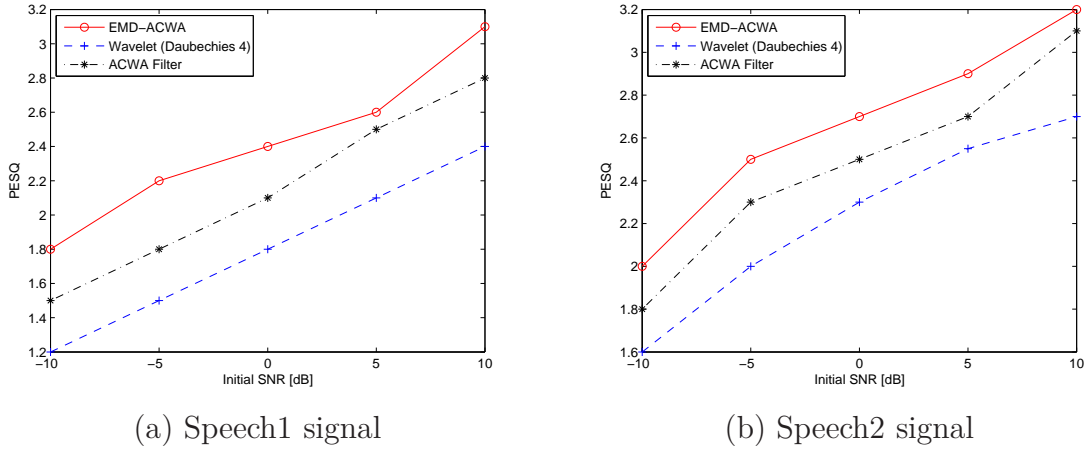 3.2
3
2.8
2.6
2.4
2.2
2
1.8
1.6
1.4
1.2
PESQ
EMD−ACWA
Wavelet (Daubechies 4)
ACWA Filter
−10
−5
0
5
10
Initial SNR [dB]
(a) Speech1 signal
3.2
3
2.8
2.6
2.4
2.2
2
1.8
1.6
PESQ
EMD−ACWA
Wavelet (Daubechies 4)
ACWA Filter
−10
−5
0
5
10
Initial SNR [dB]
(b) Speech2 signal